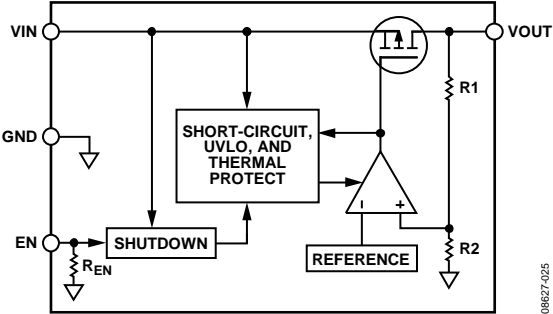 VIN
VOUT
R1
GND
SHORT-CIRCUIT,
UVLO, AND
THERMAL
PROTECT
– +
EN
REN
SHUTDOWN
REFERENCE
R2
08627-025